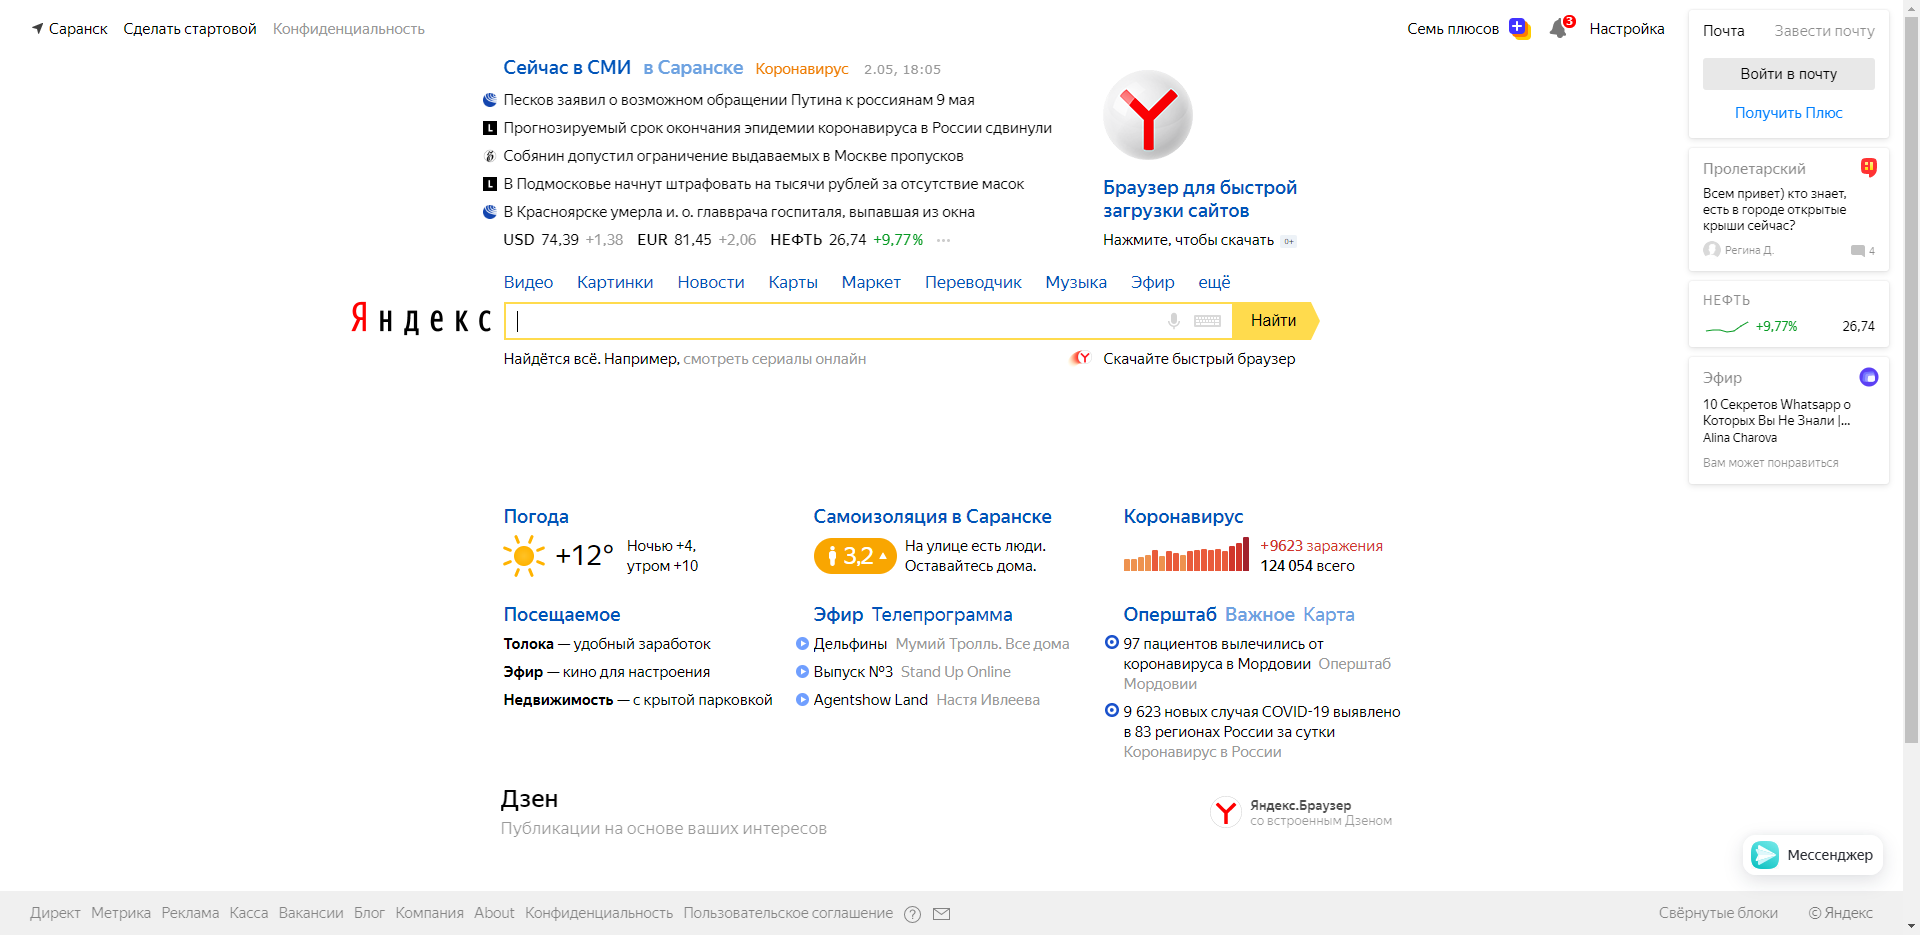 Саранск Сделать стартовой Конфиденциальность
Семь плюсов 3 Настройка
Сейчас в СМИ в Саранске Коронавирус 2.05, 18:05
Песков заявил о возможном обращении Путина к россиянам 9 мая
Прогнозируемый срок окончания эпидемии коронавируса в России сдвинули
Собянин допустил ограничение выдаваемых в Москве пропусков
В Подмосковье начнут штрафовать на тысячи рублей за отсутствие масок
В Красноярске умерла и. о. главврача госпиталя, выпавшая из окна
USD 74,39 +1,38 EUR 81,45 +2,06 НЕФТЬ 26,74 +9,77% ···
Браузер для быстрой
загрузки сайтов
Нажмите, чтобы скачать 0+
Видео Картинки Новости Карты Маркет Переводчик Музыка Эфир ещё
Яндекс
Найти
Найдётся всё. Например, смотреть сериалы онлайн
Скачайте быстрый браузер
Почта Завести почту
Войти в почту
Получить Плюс
Пролетарский
Всем привет) кто знает,
есть в городе открытые
крыши сейчас?
Регина Д. 4
НЕФТЬ
+9,77% 26,74
Эфир
10 Секретов Whatsapp о
Которых Вы Не Знали |...
Alina Charova
Вам может понравиться
Погода
+12°
Ночью +4,
утром +10
Самоизоляция в Саранске
3,2
На улице есть люди.
Оставайтесь дома.
Коронавирус
+9623 заражения
124 054 всего
Посещаемое
Толока — удобный заработок
Эфир — кино для настроения
Недвижимость — с крытой парковкой
Эфир Телепрограмма
Дельфины Мумий Тролль. Все дома
Выпуск №3 Stand Up Online
Agentshow Land Настя Ивлеева
Оперштаб Важное Карта
97 пациентов вылечились от
коронавируса в Мордовии Оперштаб
Мордовии
9 623 новых случая COVID-19 выявлено
в 83 регионах России за сутки
Коронавирус в России
Дзен
Публикации на основе ваших интересов
Яндекс.Браузер
со встроенным Дзеном
Мессенджер
Директ Метрика Реклама Касса Вакансии Блог Компания About Конфиденциальность Пользовательское соглашение ?
Свёрнутые блоки © Яндекс